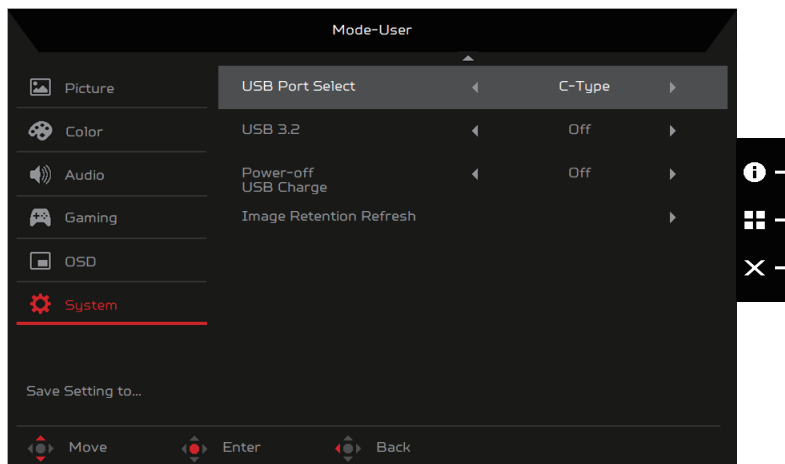 Mode-User
Picture
Color
Audio
Gaming
OSD
System
Save Setting to...
USB Port Select C-Type
USB 3.2 Off
Power-off
USB Charge Off
Image Retention Refresh
Move Enter Back